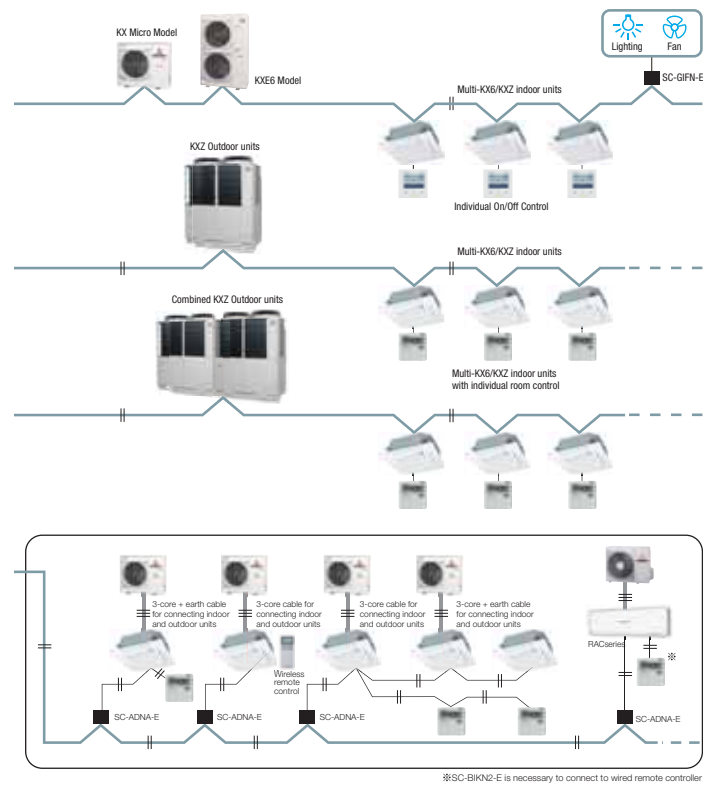 KX Micro Model
KXE6 Model
Lighting
Fan
SC-GIFN-E
Multi-KX6/KXZ indoor units
KXZ Outdoor units
Individual On/Off Control
Multi-KX6/KXZ indoor units
Combined KXZ Outdoor units
Multi-KX6/KXZ indoor units
with individual room control
3-core + earth cable
for connecting indoor
and outdoor units
3-core cable for
connecting indoor
and outdoor units
3-core cable for
connecting indoor
and outdoor units
3-core + earth cable
for connecting indoor
and outdoor units
RACseries
※
Wireless
remote
control
SC-ADNA-E
SC-ADNA-E
SC-ADNA-E
SC-ADNA-E
※SC-BIKN2-E is necessary to connect to wired remote controller